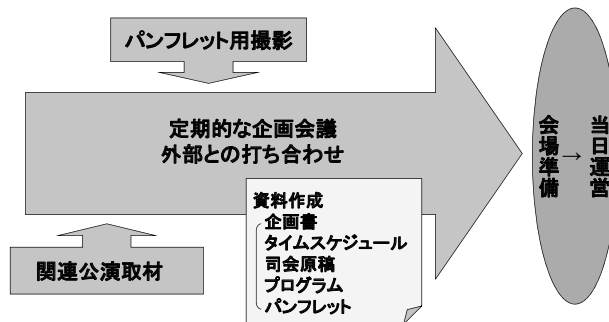 パンフレット用撮影
定期的な企画会議
外部との打ち合わせ
関連公演取材
資料作成
企画書
タイムスケジュール
司会原稿
プログラム
パンフレット
会場準備
→
当日運営